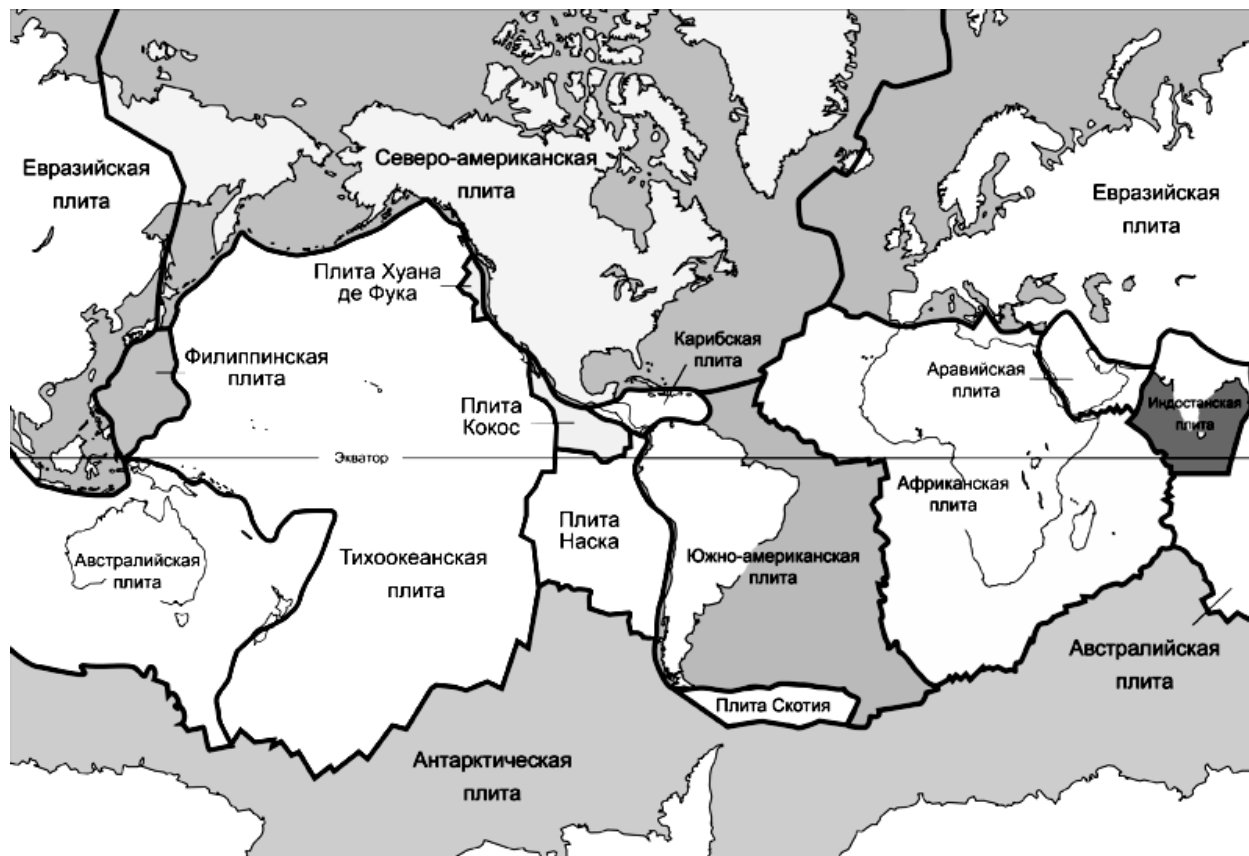 Северо-американская
плита
Евразийская
плита
Евразийская
плита
Плита Хуана
де Фука
Карибская
плита
Филиппинская
плита
Аравийская
плита
Индостанская
плита
Плита
Кокос
Экватор
Африканская
плита
Плита
Наска
Австралийская
плита
Тихоокеанская
плита
Южно-американская
плита
Австралийская
плита
Плита Скотия
Антарктическая
плита